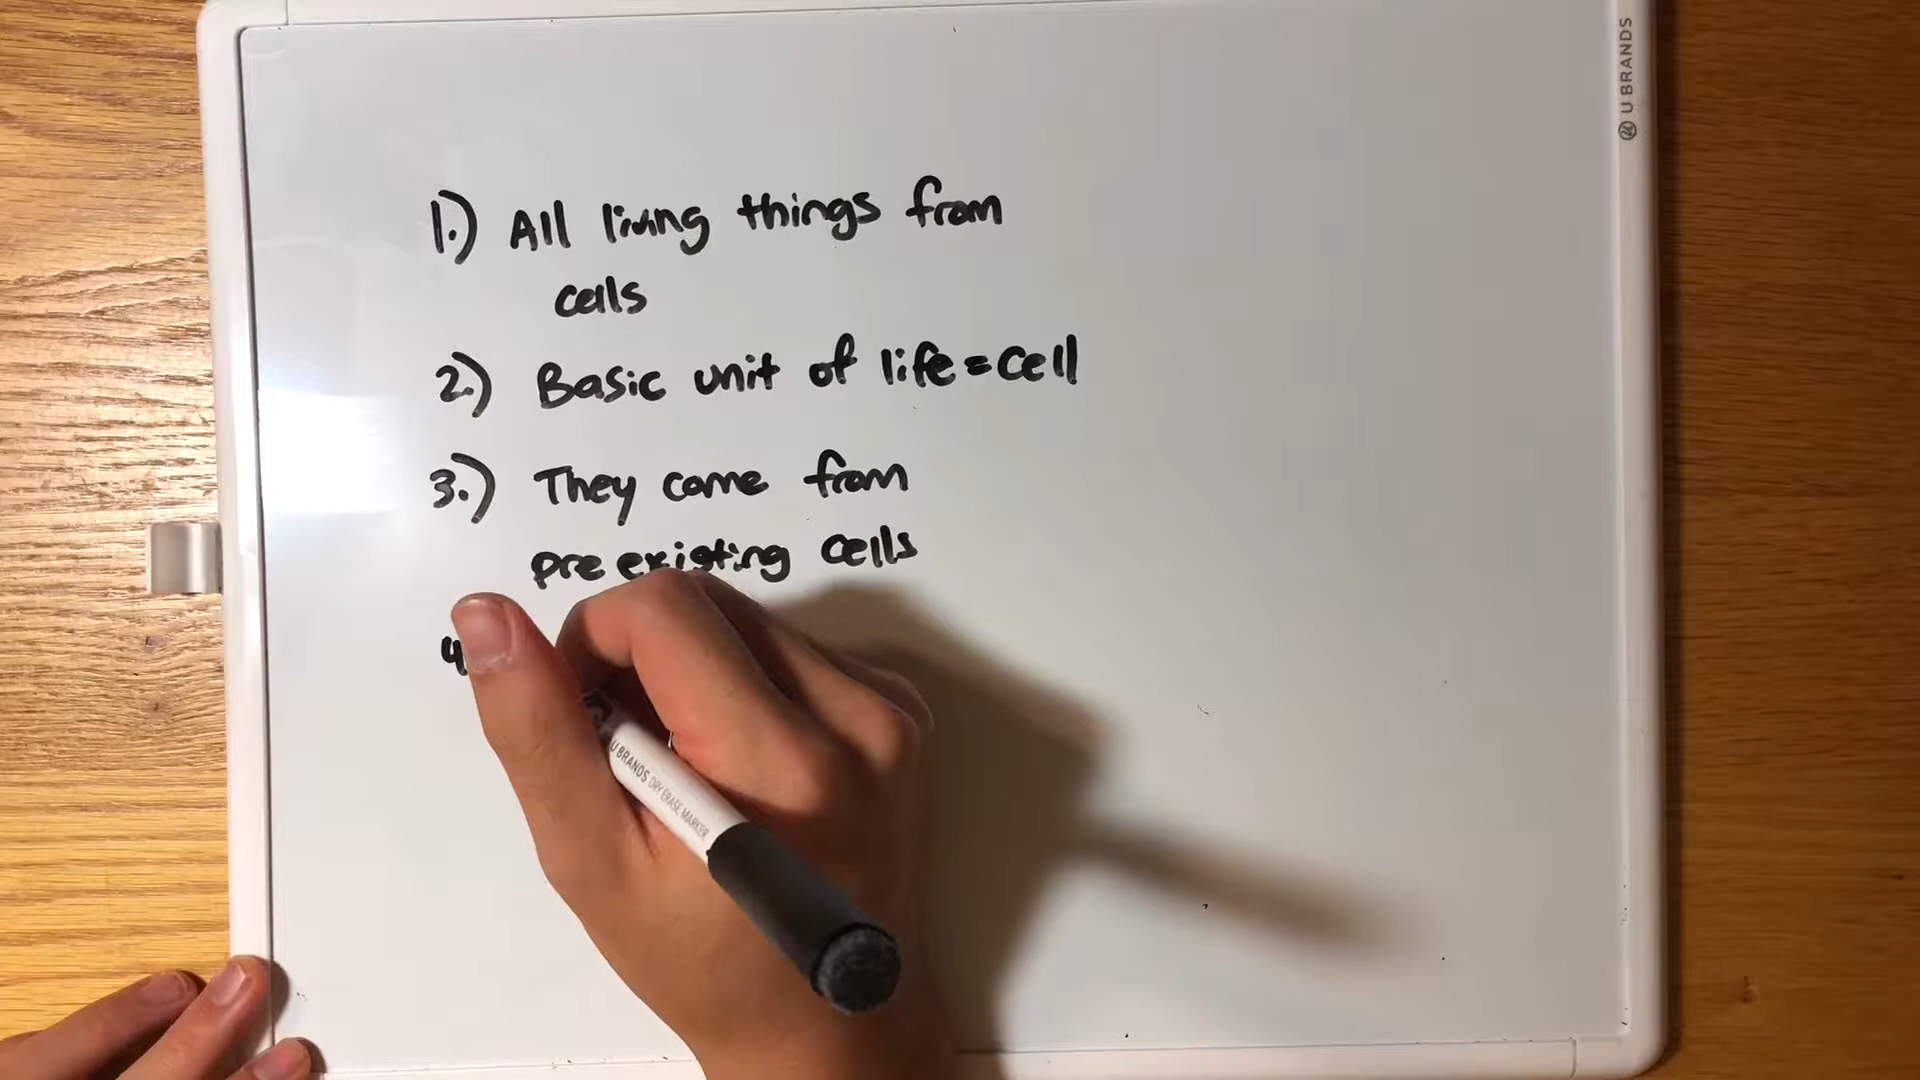 1.) All living things from
cells
2.) Basic unit of life = cell
3.) They come from
pre existing cells
4.
U BRANDS
U BRANDS DRY ERASE MARKER